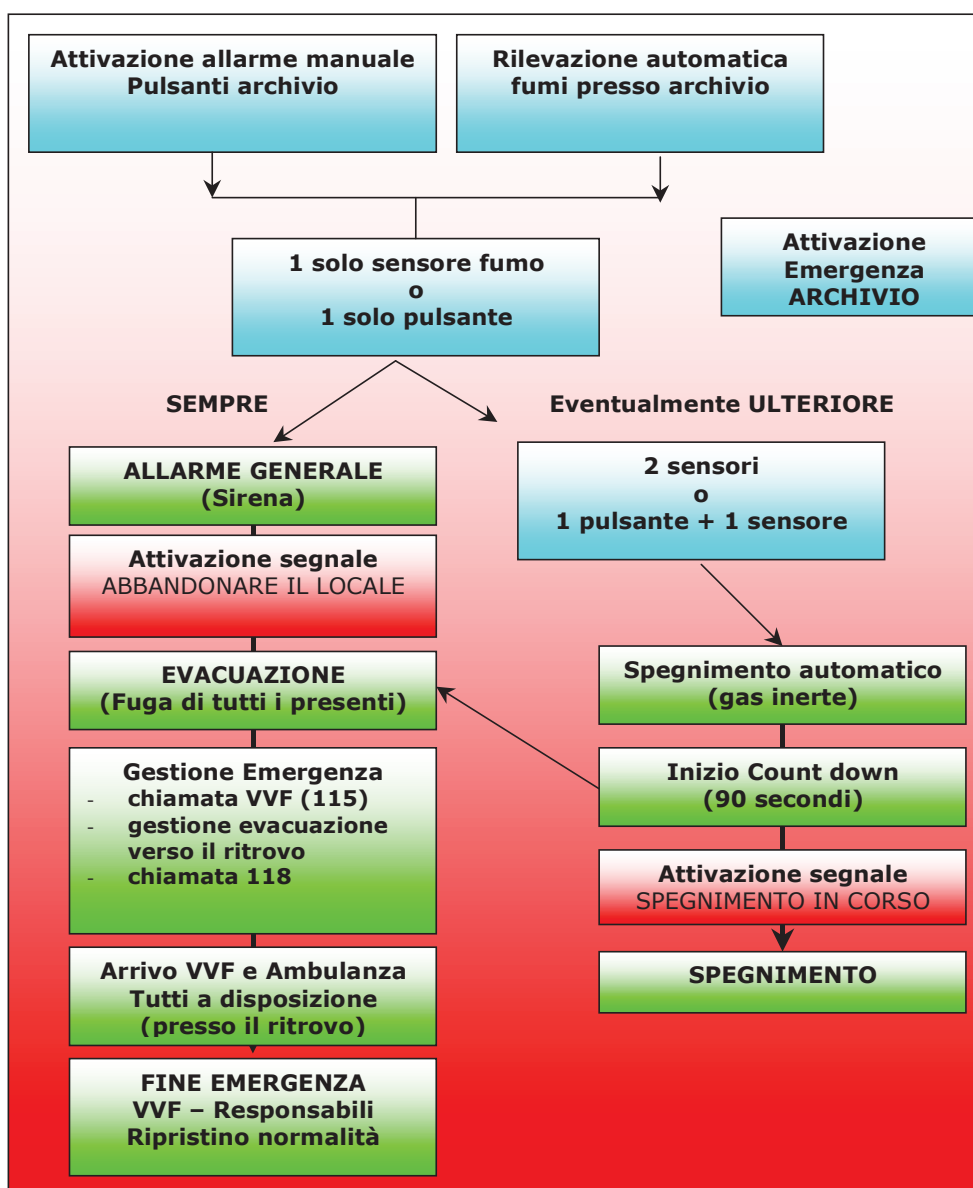 Attivazione allarme manuale
Pulsanti archivio
Rilevazione automatica
fumi presso archivio
1 solo sensore fumo
o
1 solo pulsante
Attivazione
Emergenza
ARCHIVIO
SEMPRE
Eventualmente ULTERIORE
ALLARME GENERALE
(Sirena)
Attivazione segnale
ABBANDONARE IL LOCALE
EVACUAZIONE
(Fuga di tutti i presenti)
Gestione Emergenza
- chiamata VVF (115)
- gestione evacuazione
verso il ritrovo
- chiamata 118
Arrivo VVF e Ambulanza
Tutti a disposizione
(presso il ritrovo)
FINE EMERGENZA
VVF – Responsabili
Ripristino normalità
2 sensori
o
1 pulsante + 1 sensore
Spegnimento automatico
(gas inerte)
Inizio Count down
(90 secondi)
Attivazione segnale
SPEGNIMENTO IN CORSO
SPEGNIMENTO